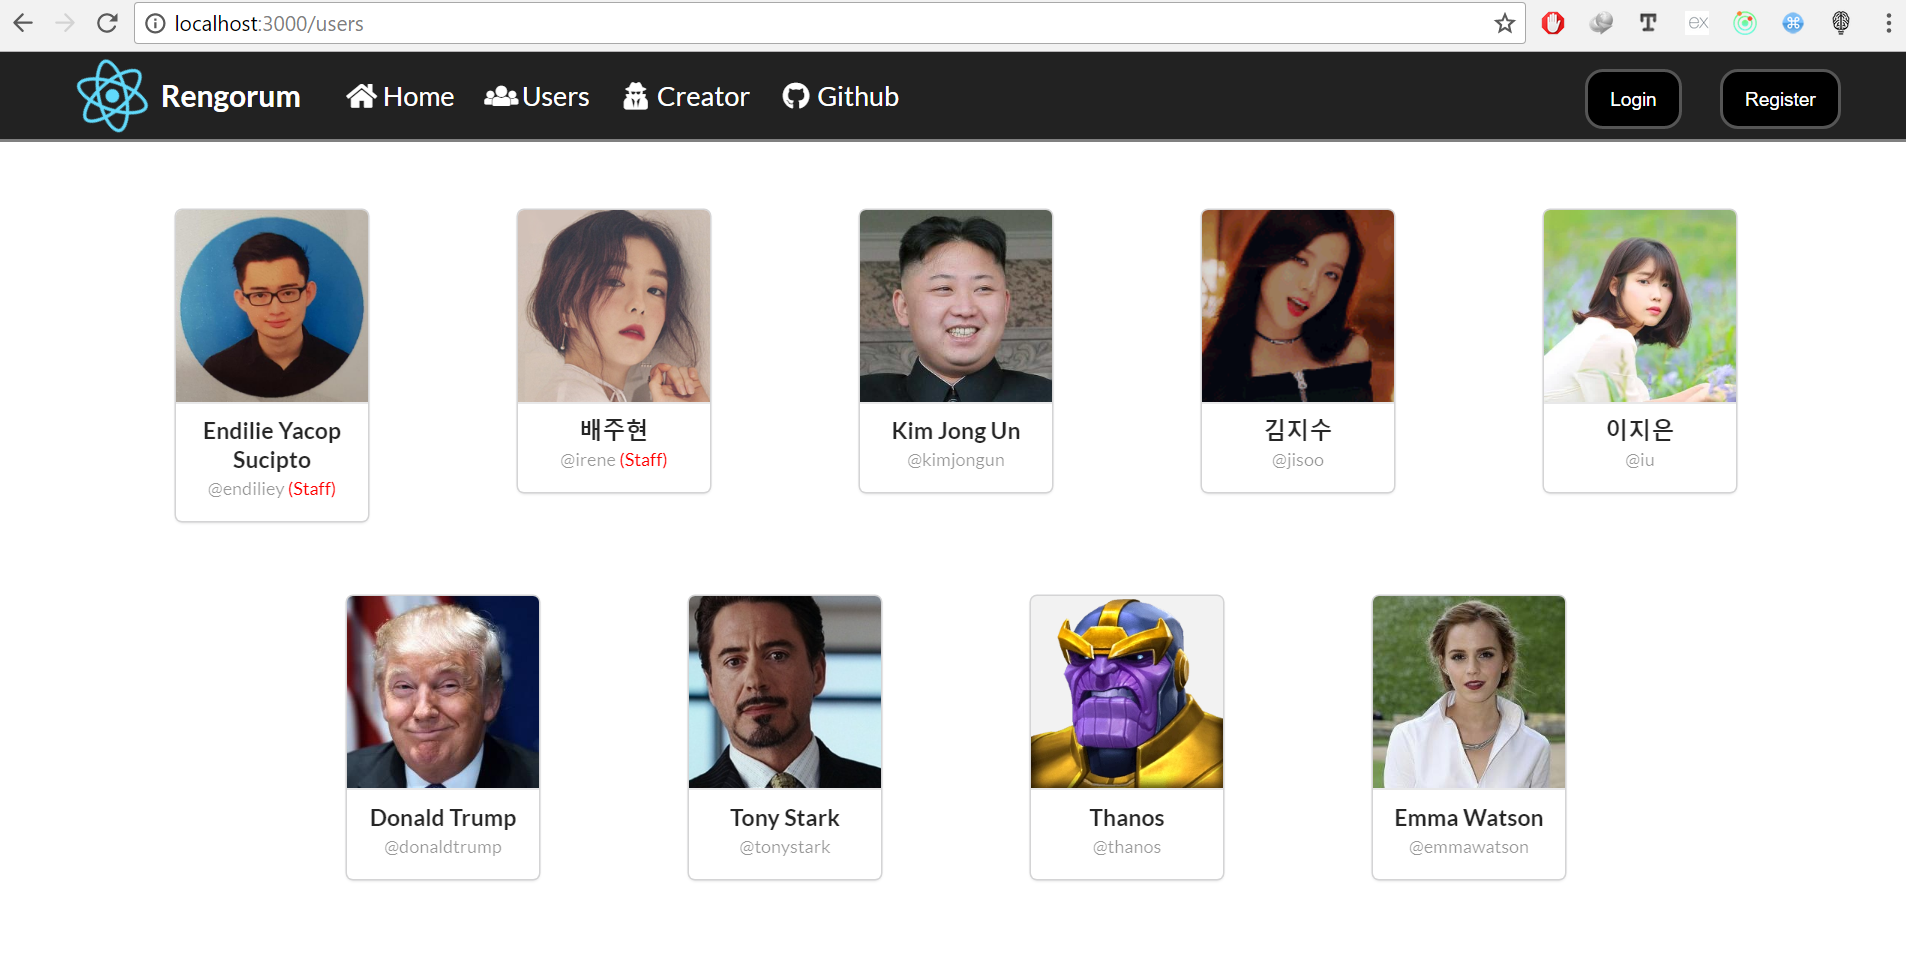 localhost:3000/users
ex
Rengorum Home Users Creator Github Login Register
Endilie Yacop
Sucipto
@endiliey (Staff)
배주현
@irene (Staff)
Kim Jong Un
@kimjongun
김지수
@jisoo
이지은
@iu
Donald Trump
@donaldtrump
Tony Stark
@tonystark
Thanos
@thanos
Emma Watson
@emmawatson